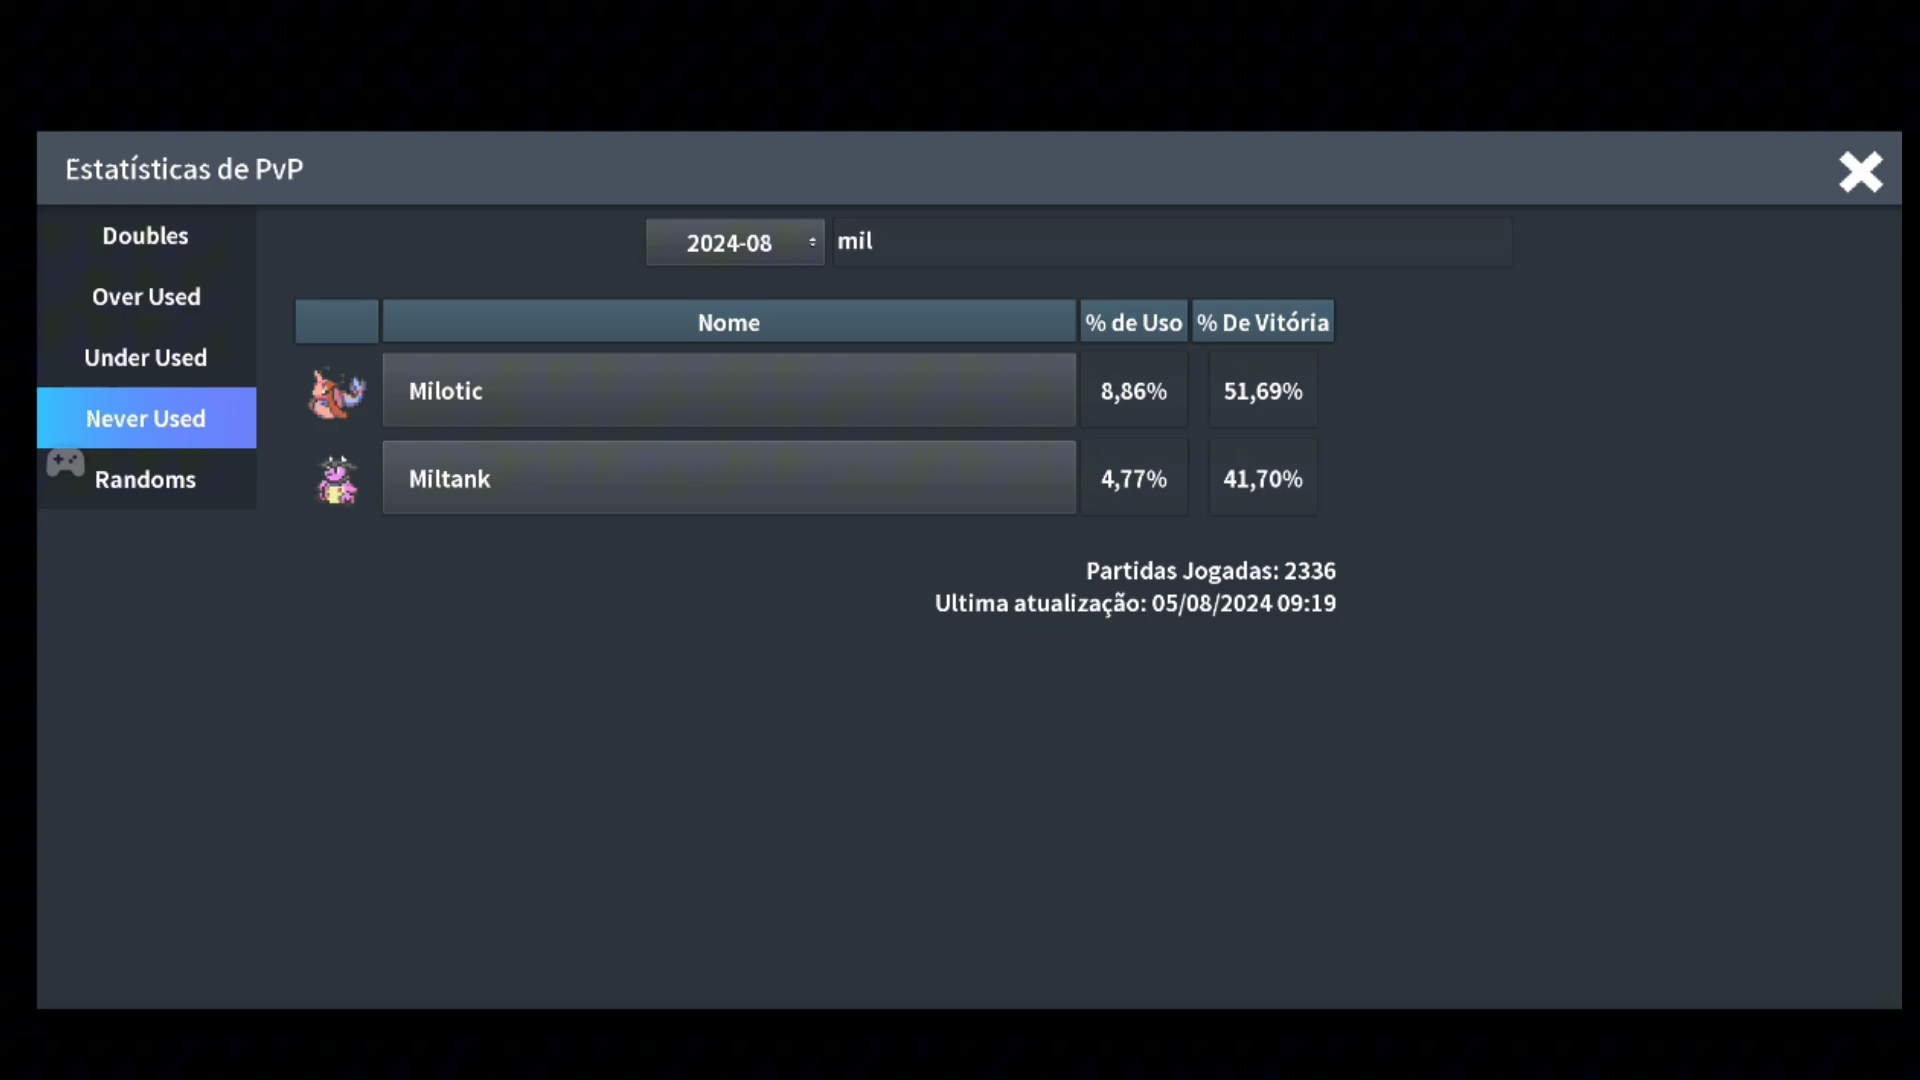 Estatísticas de PvP
Doubles
Over Used
Under Used
Never Used
Randoms
2024-08
mil
Nome
% de Uso
% De Vitória
Milotic
8,86%
51,69%
Miltank
4,77%
41,70%
Partidas Jogadas: 2336
Ultima atualização: 05/08/2024 09:19